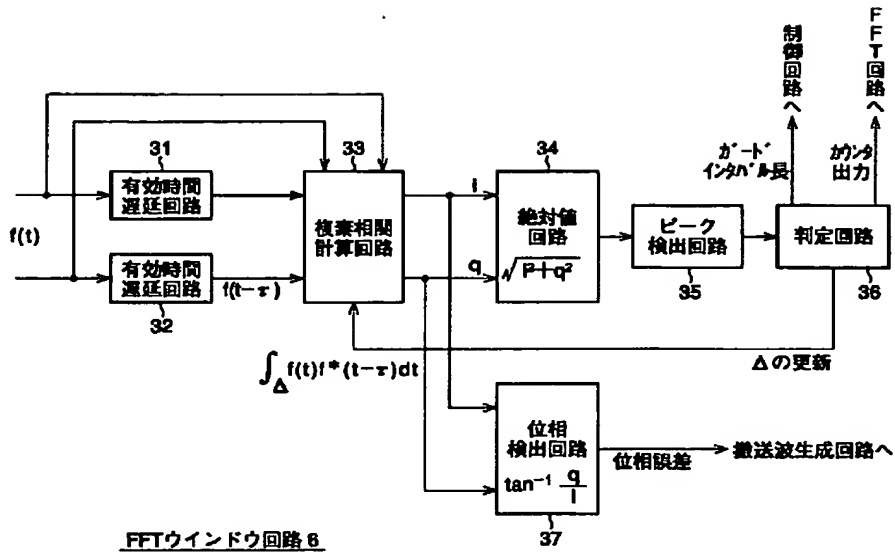 制御回路へ
FFT回路へ
ガード
インタバル長
カウンタ
出力
31
有効時間
遅延回路
33
複素相関
計算回路
34
絶対値
回路
√I²+q²
ピーク
検出回路
35
判定回路
36
f(t)
i
q
有効時間
遅延回路
32
f(t-τ)
∫Δ f(t)f*(t-τ)dt
Δの更新
位相
検出回路
tan⁻¹ q/I
37
位相誤差
搬送波生成回路へ
FFTウインドウ回路6